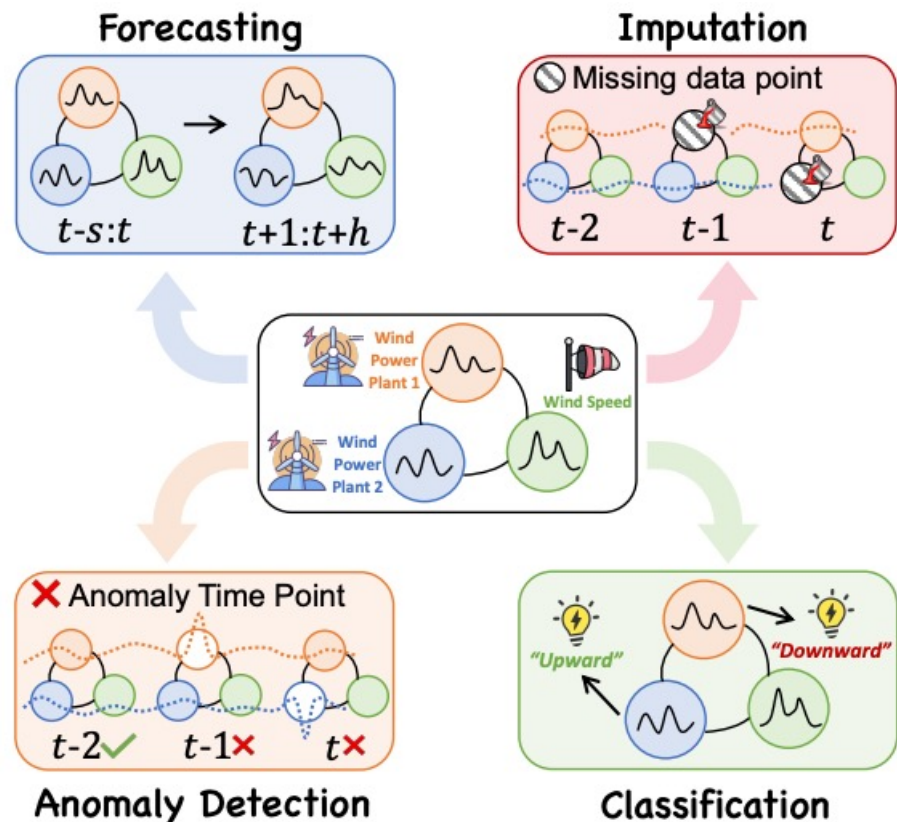 Forecasting
t-s:t
t+1:t+h
Imputation
Missing data point
t-2
t-1
t
Wind
Power
Plant 1
Wind Speed
Wind
Power
Plant 2
Anomaly Time Point
t-2
t-1
t
Anomaly Detection
"Upward"
"Downward"
Classification